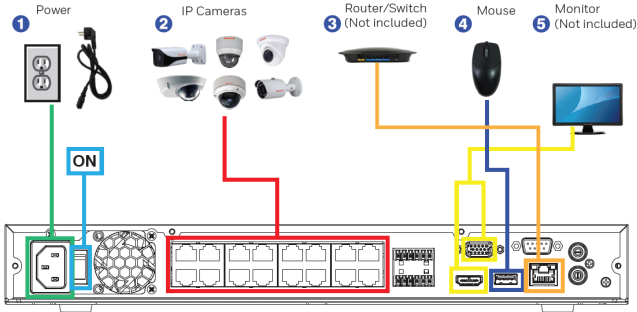 1 Power
2 IP Cameras
3 Router/Switch
(Not included)
4 Mouse
5 Monitor
(Not included)
ON